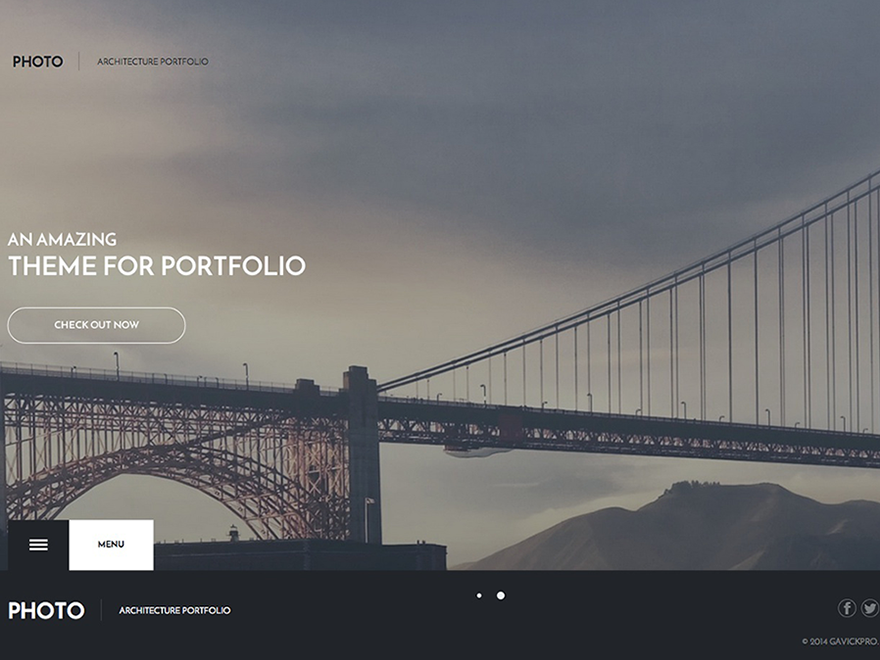 PHOTO | ARCHITECTURE PORTFOLIO
AN AMAZING
THEME FOR PORTFOLIO
CHECK OUT NOW
MENU
PHOTO | ARCHITECTURE PORTFOLIO
© 2014 GAVICKPRO.